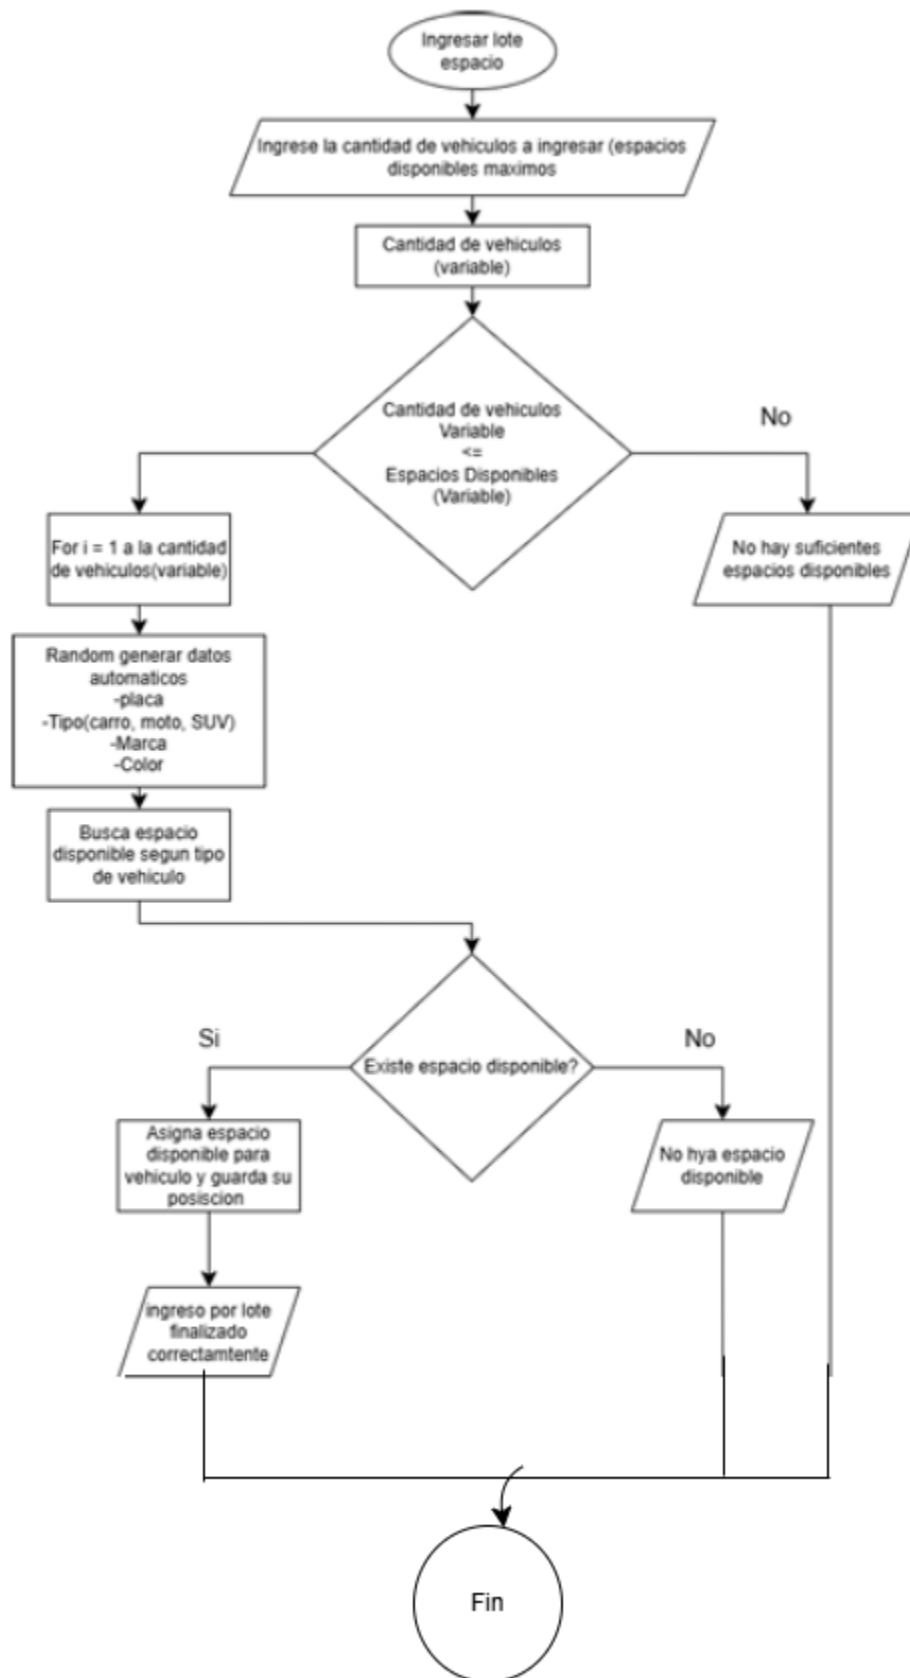 Ingresar lote
espacio
Ingrese la cantidad de vehiculos a ingresar (espacios
disponibles maximos
Cantidad de vehiculos
(variable)
Cantidad de vehiculos
Variable
<=
Espacios Disponibles
(Variable)
No
For i = 1 a la cantidad
de vehiculos(variable)
No hay suficientes
espacios disponibles
Random generar datos
automaticos
-placa
-Tipo(carro, moto, SUV)
-Marca
-Color
Busca espacio
disponible segun tipo
de vehiculo
Si
Existe espacio disponible?
No
Asigna espacio
disponible para
vehiculo y guarda su
posiscion
No hya espacio
disponible
ingreso por lote
finalizado
correctamtente
Fin